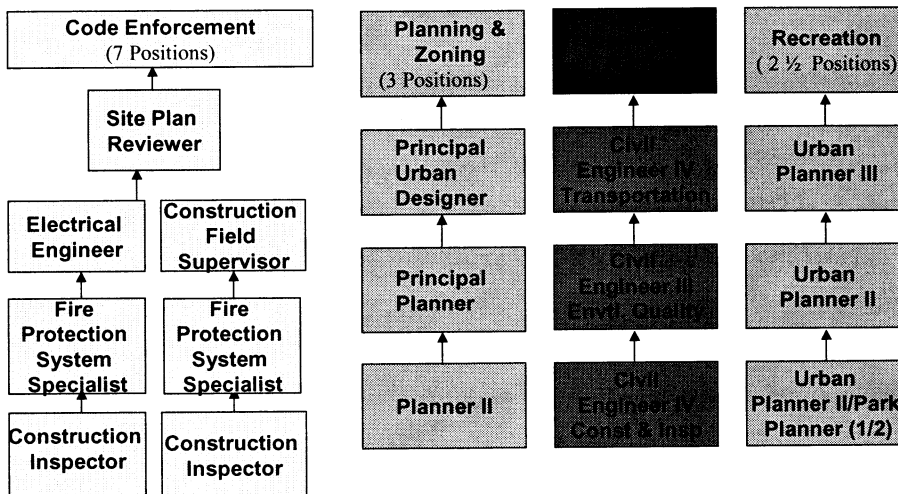 Code Enforcement
(7 Positions)
Site Plan
Reviewer
Electrical
Engineer
Construction
Field
Supervisor
Fire
Protection
System
Specialist
Fire
Protection
System
Specialist
Construction
Inspector
Construction
Inspector
Planning &
Zoning
(3 Positions)
Principal
Urban
Designer
Principal
Planner
Planner II
Civil
Engineer IV
Transportation
Civil
Engineer III
Envtl. Quality
Civil
Engineer IV
Const & Insp
Recreation
( 2 ½ Positions)
Urban
Planner III
Urban
Planner II
Urban
Planner II/Park
Planner (1/2)